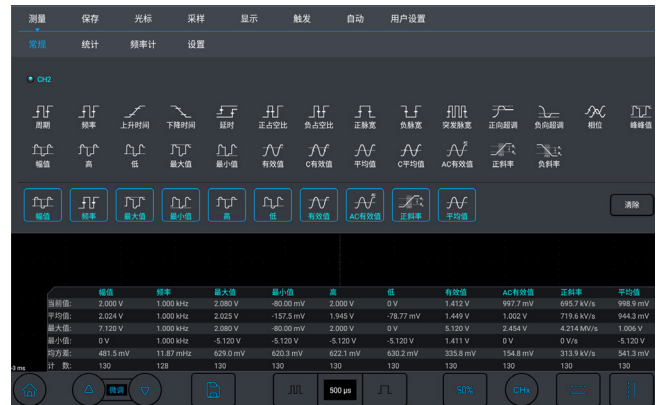 测量 保存 光标 采样 显示 触发 自动 用户设置
常规 统计 频率计 设置
CH2
周期 频率 上升时间 下降时间 延时 正占空比 负占空比 正脉宽 负脉宽 突发脉宽 正向超调 负向超调 相位 峰峰值
幅值 高 低 最大值 最小值 有效值 C有效值 平均值 C平均值 AC有效值 正斜率 负斜率
幅值 频率 最大值 最小值 高 低 有效值 AC有效值 正斜率 平均值 清除
幅值 频率 最大值 最小值 高 低 有效值 AC有效值 正斜率 平均值
当前值: 2.000 V 1.000 kHz 2.080 V -80.00 mV 2.000 V 0 V 1.412 V 997.7 mV 695.7 kV/s 998.9 mV
平均值: 2.024 V 1.000 kHz 2.025 V -157.5 mV 1.945 V -78.77 mV 1.449 V 1.002 V 719.6 kV/s 944.3 mV
最大值: 7.120 V 1.000 kHz 2.080 V -80.00 mV 2.000 V 0 V 5.120 V 2.454 V 4.214 MV/s 1.006 V
最小值: 0 V 1.000 kHz -5.120 V -5.120 V -5.120 V -5.120 V 1.411 V 0 V 0 V/s -5.120 V
均方差: 481.5 mV 11.87 mHz 629.0 mV 620.3 mV 622.1 mV 630.2 mV 335.8 mV 154.8 mV 313.9 kV/s 541.3 mV
-3 ms 计 数: 130 128 130 130 130 130 130 130 130 130
微调 500 μs 50% CHx